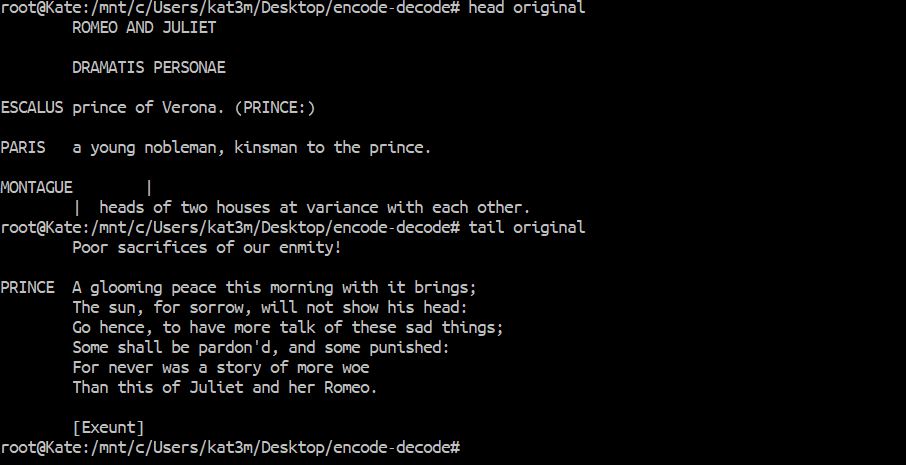 root@Kate:/mnt/c/Users/kat3m/Desktop/encode-decode# head original
        ROMEO AND JULIET

        DRAMATIS PERSONAE

ESCALUS prince of Verona. (PRINCE:)

PARIS   a young nobleman, kinsman to the prince.

MONTAGUE        |
        |  heads of two houses at variance with each other.
root@Kate:/mnt/c/Users/kat3m/Desktop/encode-decode# tail original
        Poor sacrifices of our enmity!

PRINCE  A glooming peace this morning with it brings;
        The sun, for sorrow, will not show his head:
        Go hence, to have more talk of these sad things;
        Some shall be pardon'd, and some punished:
        For never was a story of more woe
        Than this of Juliet and her Romeo.

        [Exeunt]
root@Kate:/mnt/c/Users/kat3m/Desktop/encode-decode#